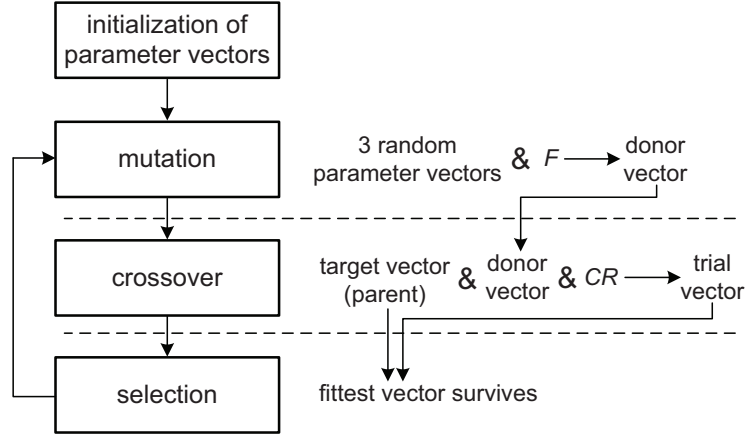 initialization of
parameter vectors
mutation
3 random
parameter vectors & F donor
vector
crossover
target vector
(parent) & donor
vector & CR trial
vector
selection
fittest vector survives